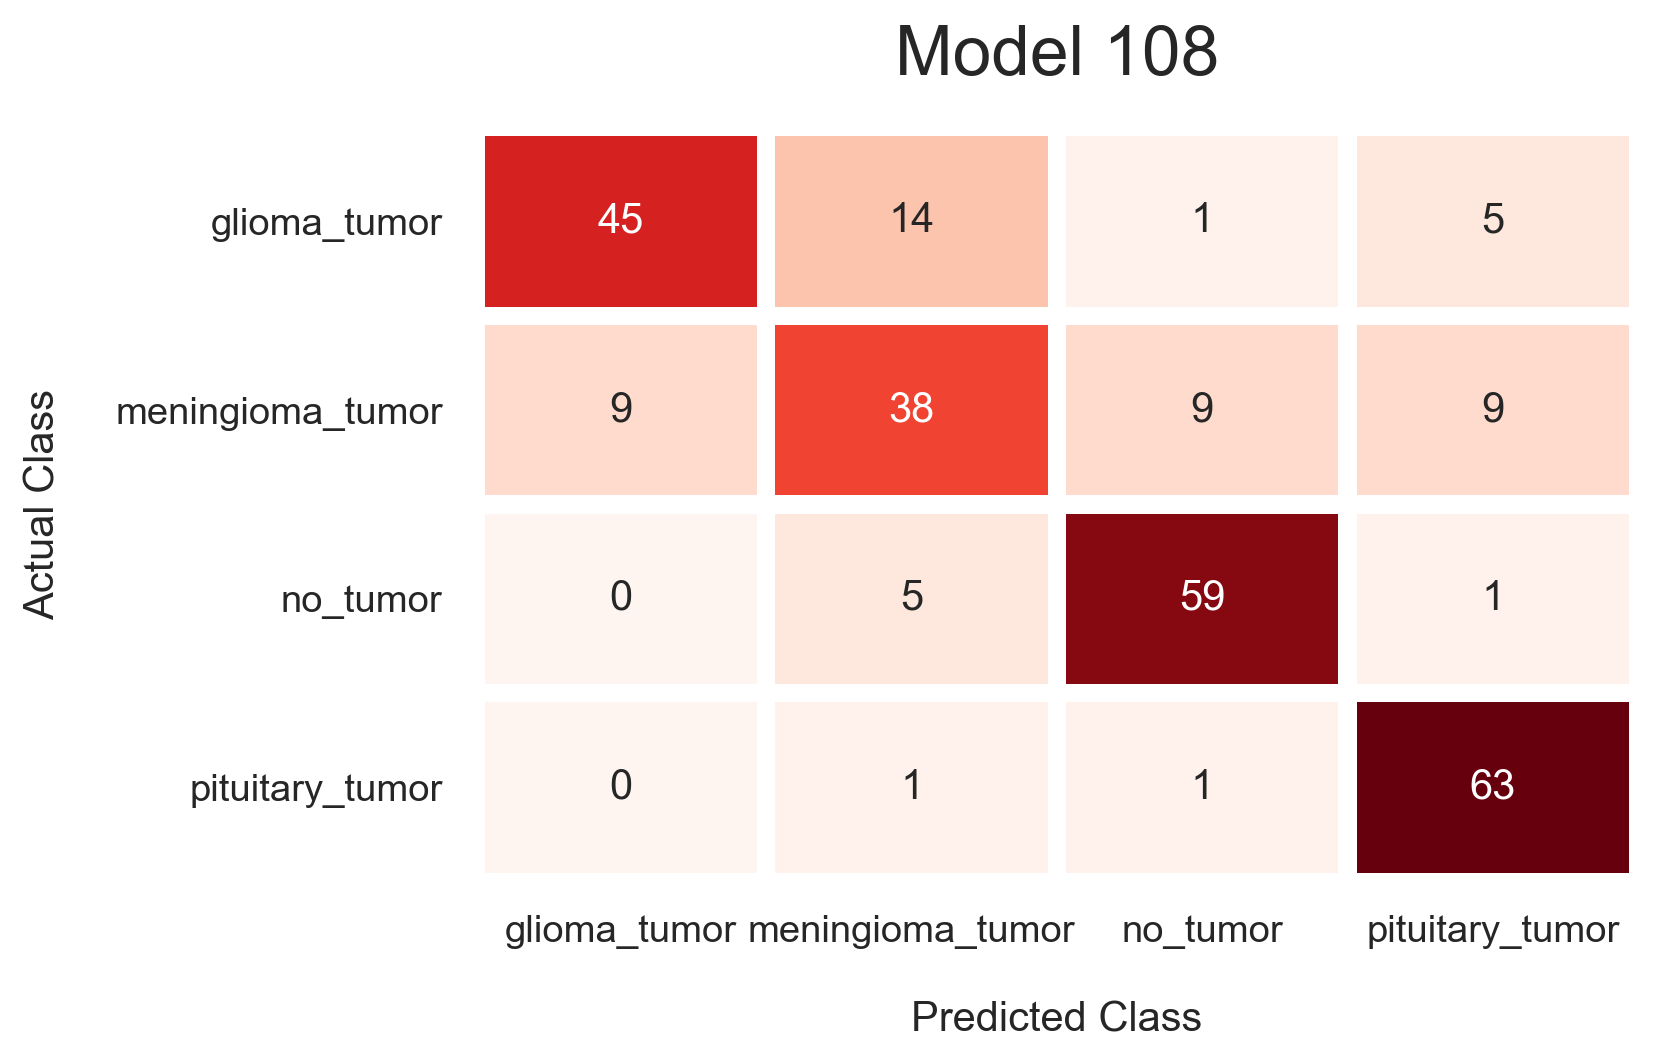 Model 108
Actual Class
glioma_tumor 45 14 1 5
meningioma_tumor 9 38 9 9
no_tumor 0 5 59 1
pituitary_tumor 0 1 1 63
glioma_tumor meningioma_tumor no_tumor pituitary_tumor
Predicted Class